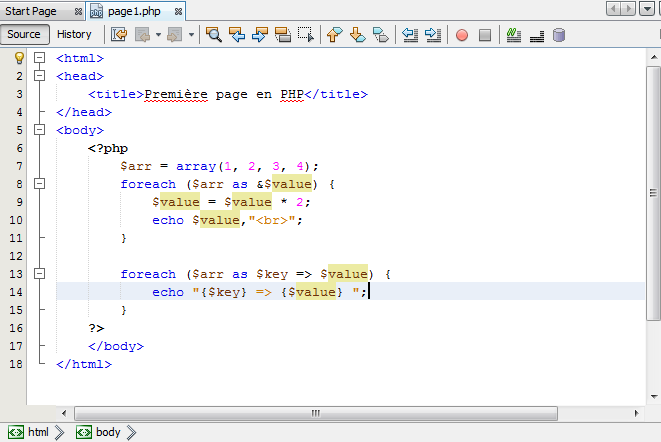 Start Page page1.php
Source History
1 <html>
2 <head>
3 <title>Première page en PHP</title>
4 </head>
5 <body>
6 <?php
7 $arr = array(1, 2, 3, 4);
8 foreach ($arr as &$value) {
9 $value = $value * 2;
10 echo $value,"<br>";
11 }
12
13 foreach ($arr as $key => $value) {
14 echo "{$key} => {$value} ";
15 }
16 ?>
17 </body>
18 </html>
html body